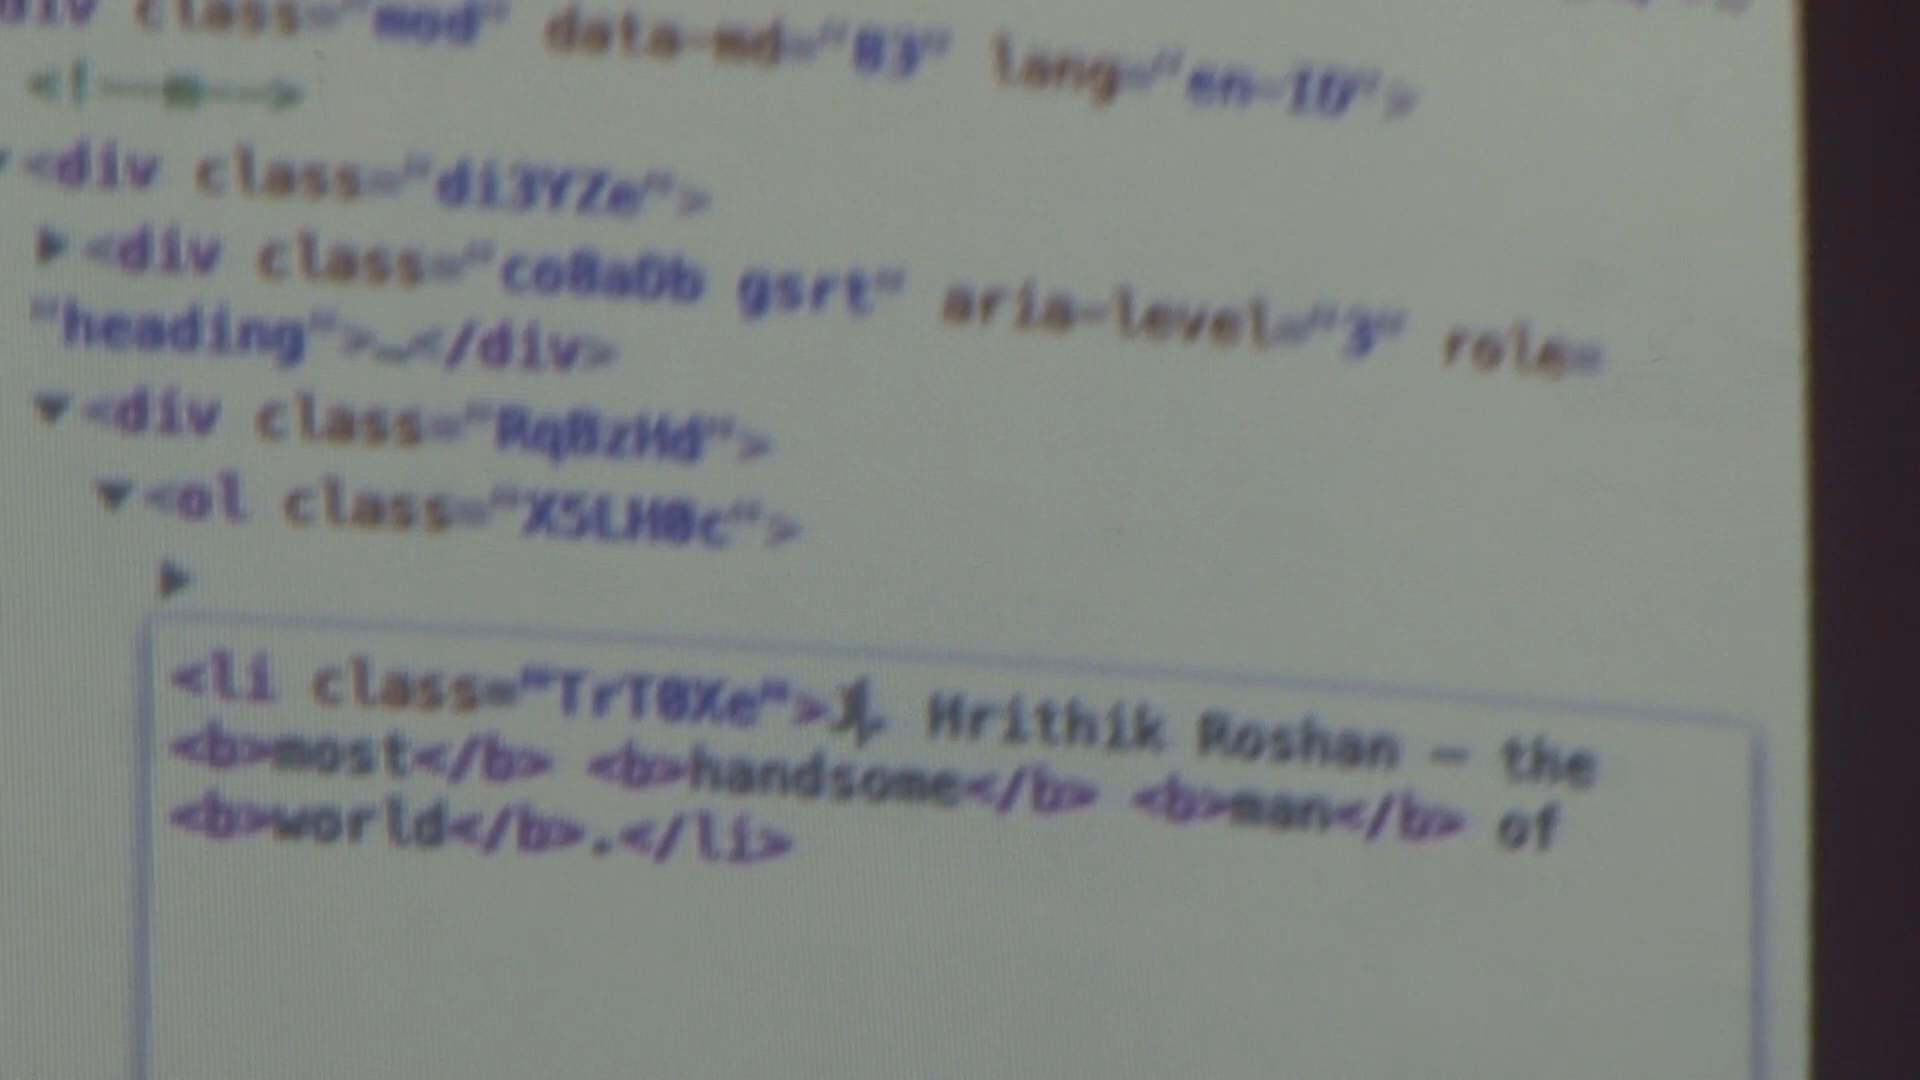 div class="mod" data-md="83" lang="en-ID">
<!--m-->
▼<div class="di3YZe">
▶<div class="co8aDb gsrt" aria-level="3" role=
"heading">…</div>
▼<div class="RqBzHd">
▼<ol class="X5LH0c">
▶
<li class="TrT0Xe"> Hrithik Roshan – the
<b>most</b> <b>handsome</b> <b>man</b> of
<b>world</b>.</li>